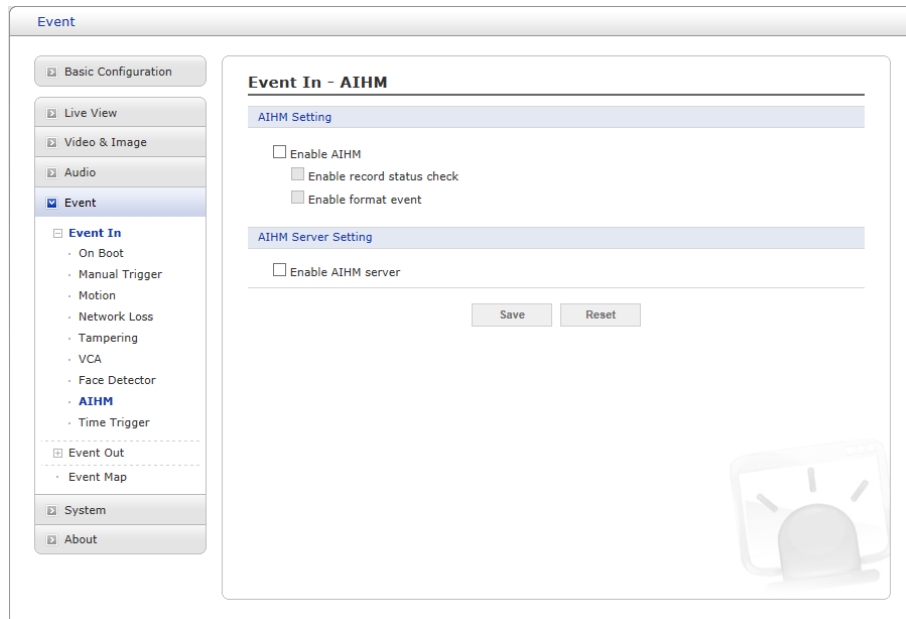 Event
Basic Configuration
Live View
Video & Image
Audio
Event
Event In
On Boot
Manual Trigger
Motion
Network Loss
Tampering
VCA
Face Detector
AIHM
Time Trigger
Event Out
Event Map
System
About
Event In - AIHM
AIHM Setting
Enable AIHM
Enable record status check
Enable format event
AIHM Server Setting
Enable AIHM server
Save Reset